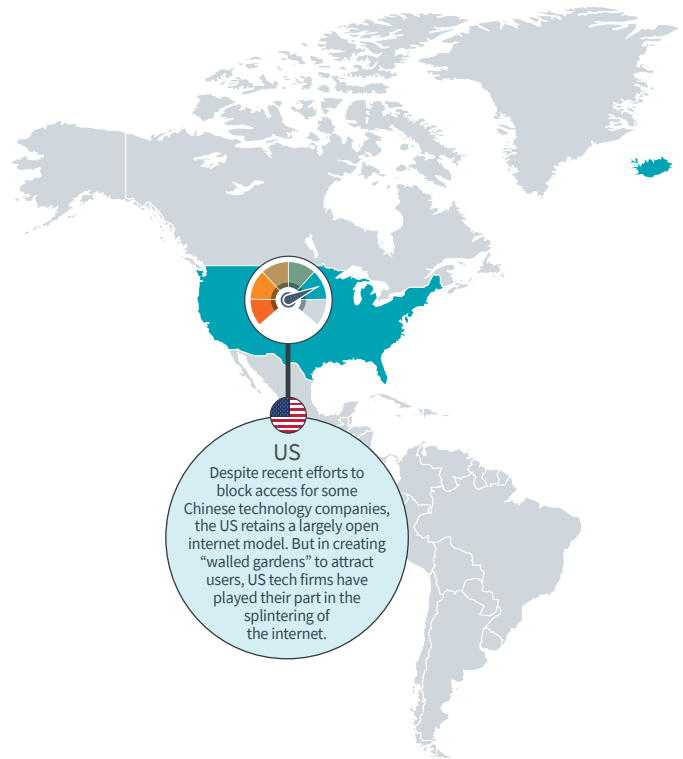 US
Despite recent efforts to
block access for some
Chinese technology companies,
the US retains a largely open
internet model. But in creating
“walled gardens” to attract
users, US tech firms have
played their part in the
splintering of
the internet.